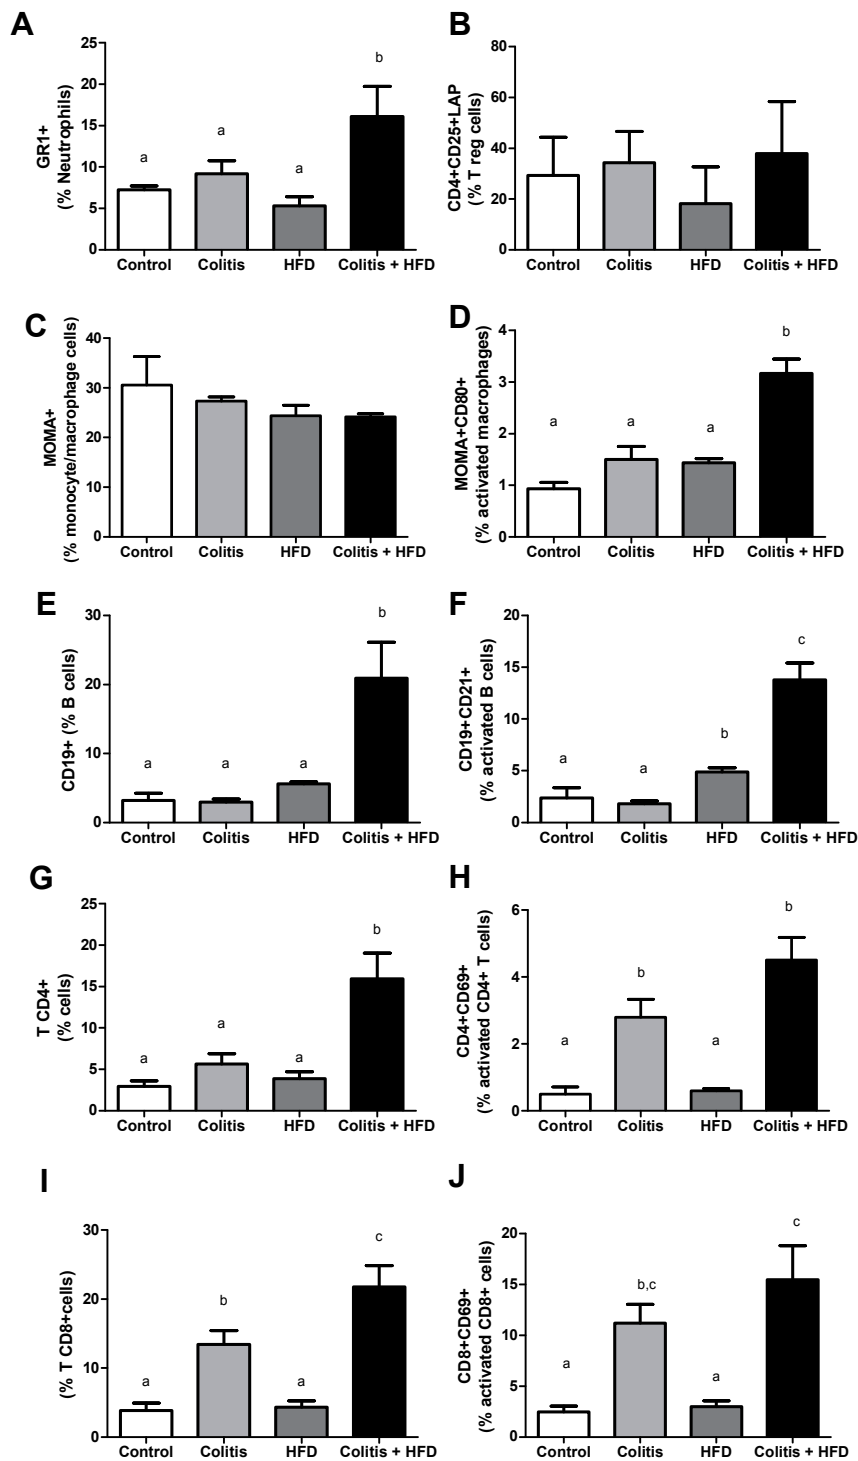 A
GR1+
(% Neutrophils)
25
20
15
10
5
0
a
a
a
b
Control Colitis HFD Colitis + HFD
B
CD4+CD25+LAP
(% T reg cells)
80
60
40
20
0
Control Colitis HFD Colitis + HFD
C
MOMA+
(% monocyte/macrophage cells)
40
30
20
10
0
Control Colitis HFD Colitis + HFD
D
MOMA+CD80+
(% activated macrophages)
4
3
2
1
0
a
a
a
b
Control Colitis HFD Colitis + HFD
E
CD19+ (% B cells)
30
20
10
0
a
a
a
b
Control Colitis HFD Colitis + HFD
F
CD19+CD21+
(% activated B cells)
20
15
10
5
0
a
a
b
c
Control Colitis HFD Colitis + HFD
G
T CD4+
(% cells)
25
20
15
10
5
0
a
a
a
b
Control Colitis HFD Colitis + HFD
H
CD4+CD69+
(% activated CD4+ T cells)
6
4
2
0
a
b
a
b
Control Colitis HFD Colitis + HFD
I
(% T CD8+cells)
30
20
10
0
a
b
a
c
Control Colitis HFD Colitis + HFD
J
CD8+CD69+
(% activated CD8+ cells)
20
15
10
5
0
a
b,c
a
c
Control Colitis HFD Colitis + HFD